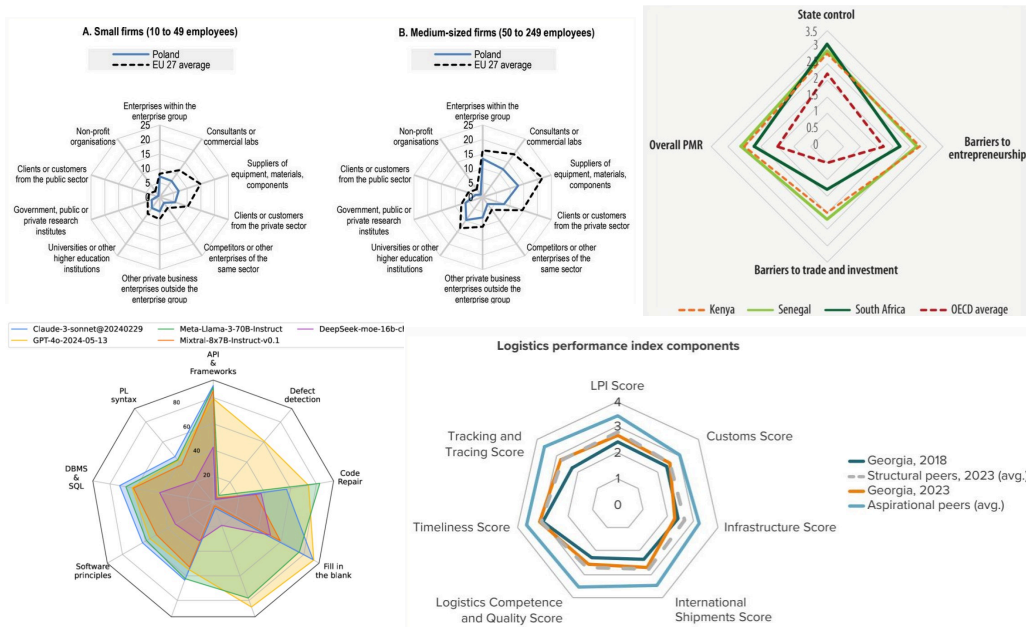 A. Small firms (10 to 49 employees)
Poland
EU 27 average
Enterprises within the
enterprise group
Non-profit
organisations
Consultants or
commercial labs
Clients or customers
from the public sector
Suppliers of
equipment, materials,
components
Government, public or
private research
institutes
Clients or customers
from the private sector
Universities or other
higher education
institutions
Competitors or other
enterprises of the
same sector
Other private business
enterprises outside the
enterprise group
25
20
15
10
5
0
B. Medium-sized firms (50 to 249 employees)
Poland
EU 27 average
Enterprises within the
enterprise group
Non-profit
organisations
Consultants or
commercial labs
Clients or customers
from the public sector
Suppliers of
equipment, materials,
components
Government, public or
private research
institutes
Clients or customers
from the private sector
Universities or other
higher education
institutions
Competitors or other
enterprises of the
same sector
Other private business
enterprises outside the
enterprise group
25
20
15
10
5
0
State control
3.5
3
2.5
2
1.5
1
0.5
0
Overall PMR
Barriers to
entrepreneurship
Barriers to trade and investment
Kenya
Senegal
South Africa
OECD average
Claude-3-sonnet@20240229
GPT-4o-2024-05-13
Meta-Llama-3-70B-Instruct
Mixtral-8x7B-Instruct-v0.1
DeepSeek-moe-16b-ch
API
&
Frameworks
PL
syntax
Defect
detection
DBMS
&
SQL
Code
Repair
Software
principles
Fill in
the blank
80
60
40
20
Logistics performance index components
LPI Score
4
3
2
1
0
Tracking and
Tracing Score
Customs Score
Timeliness Score
Infrastructure Score
Logistics Competence
and Quality Score
International
Shipments Score
Georgia, 2018
Structural peers, 2023 (avg.)
Georgia, 2023
Aspirational peers (avg.)